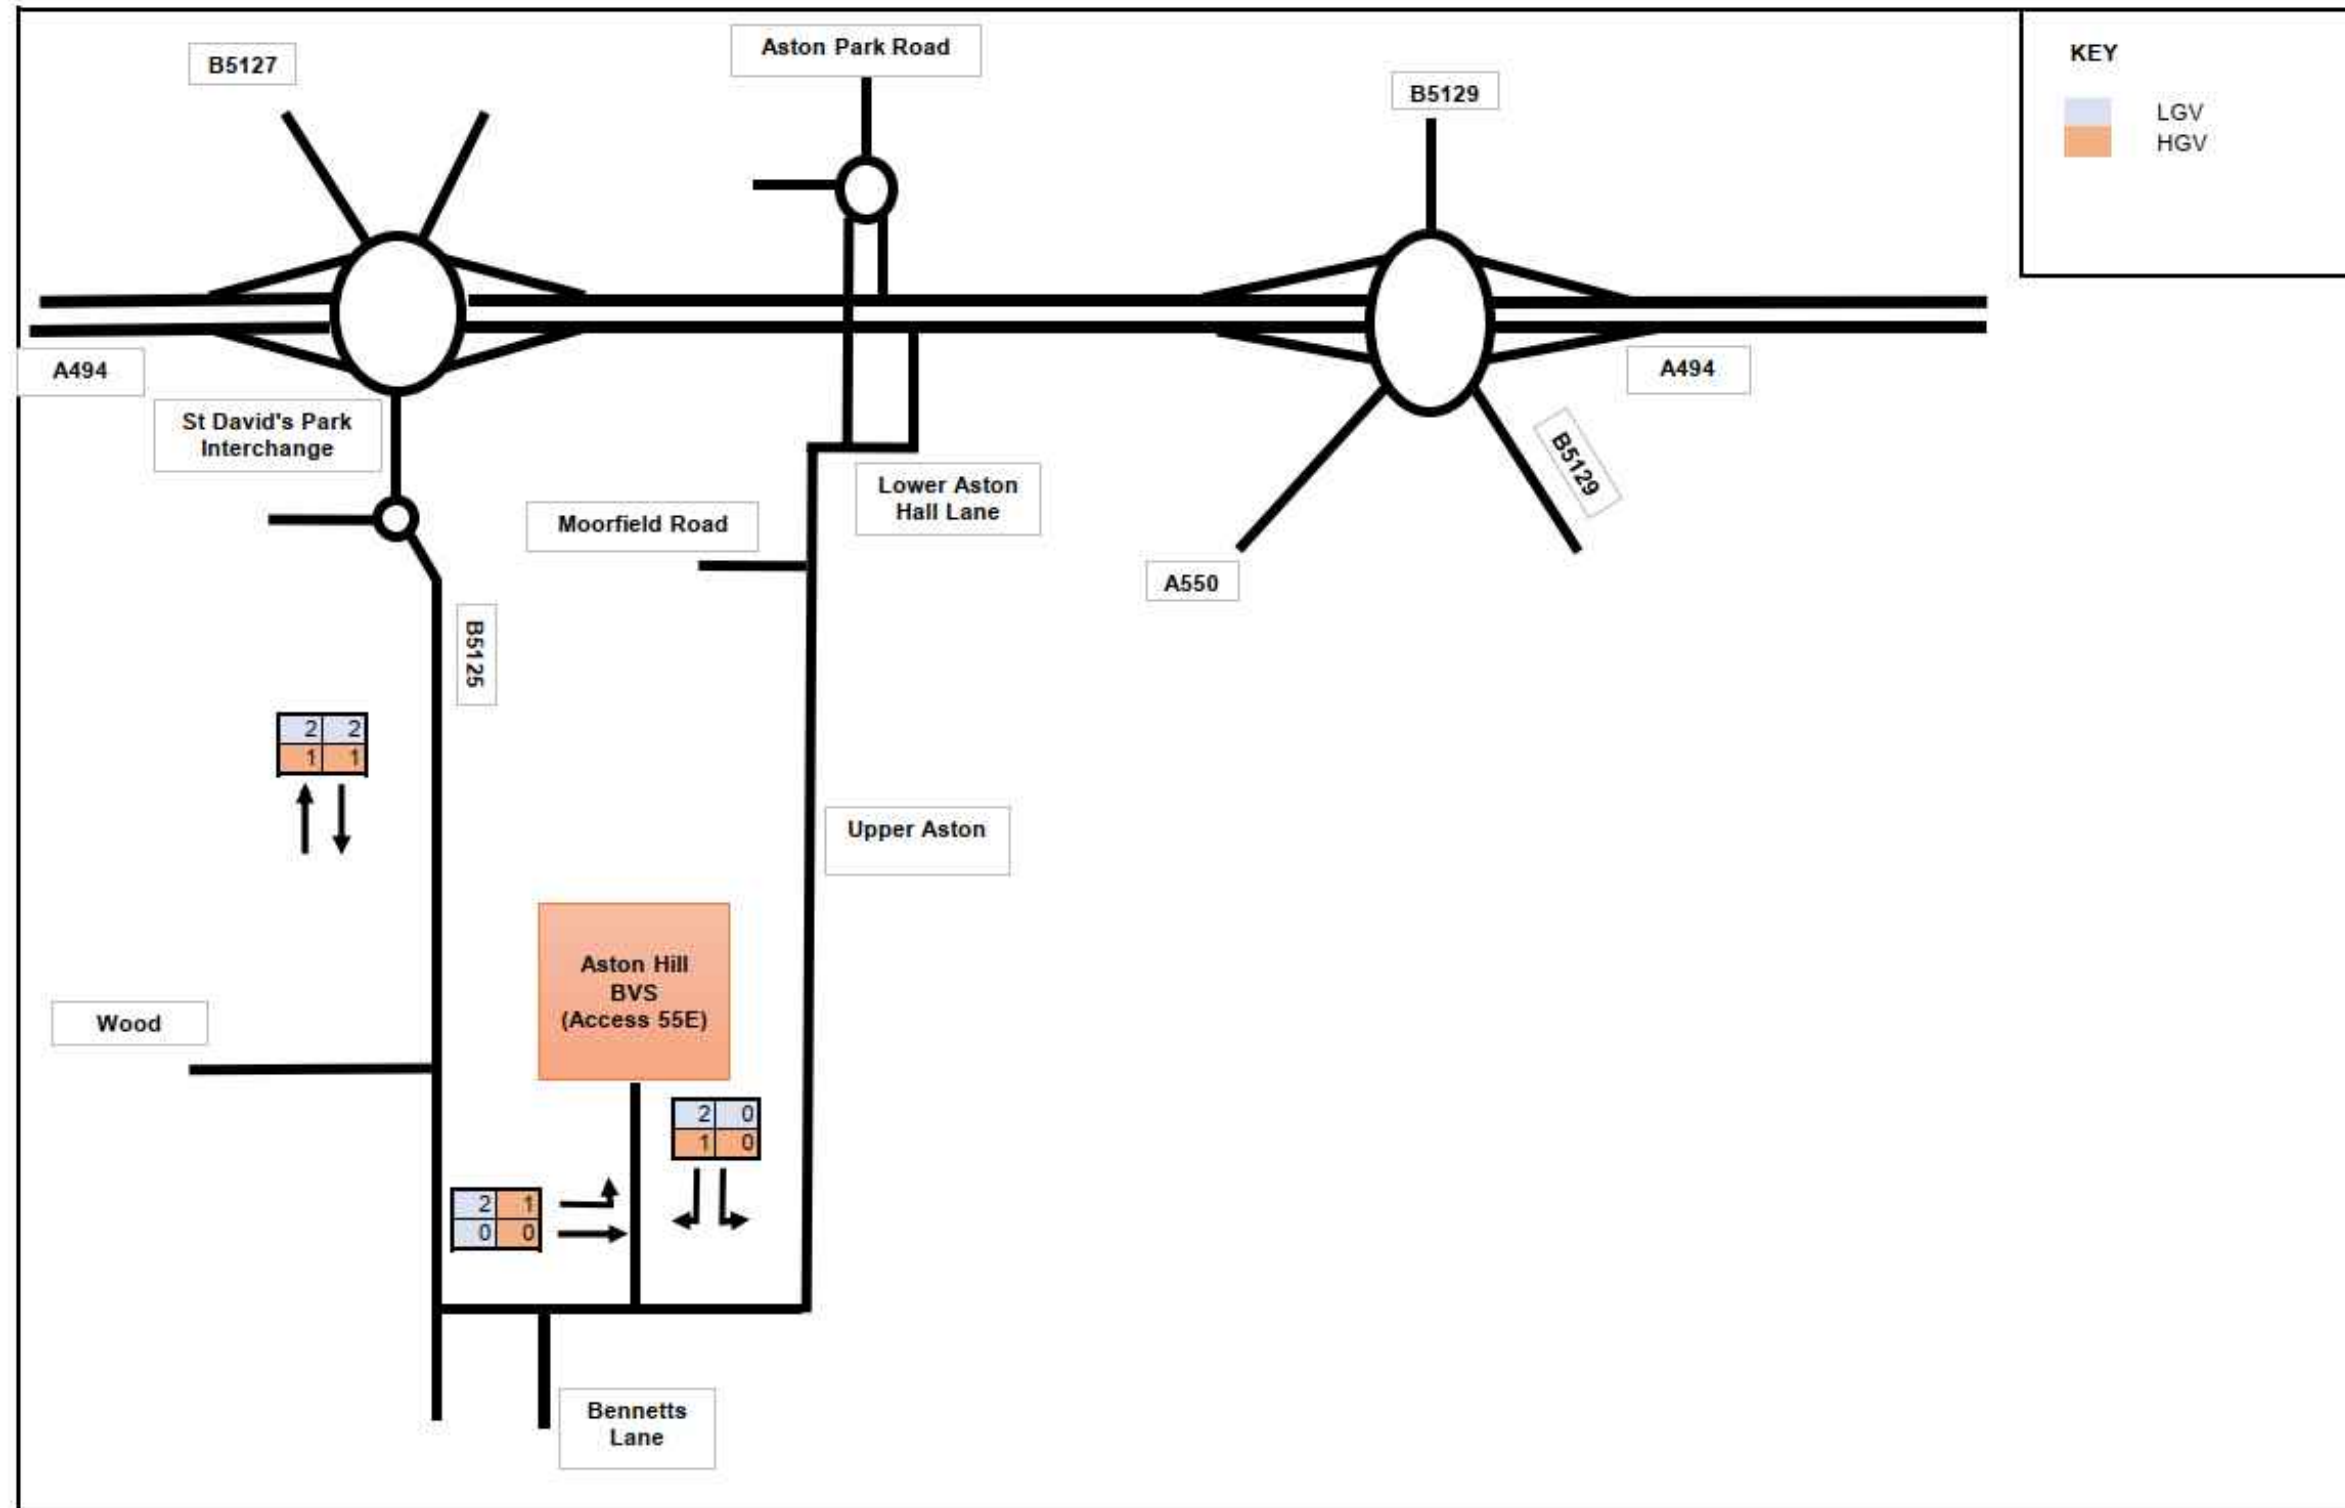 B5127
Aston Park Road
B5129
KEY
LGV
HGV
A494
A494
St David's Park
Interchange
B5129
Lower Aston
Hall Lane
Moorfield Road
A550
B5125
2 2
1 1
Upper Aston
Aston Hill
BVS
(Access 55E)
Wood
2 0
1 0
2 1
0 0
Bennetts
Lane